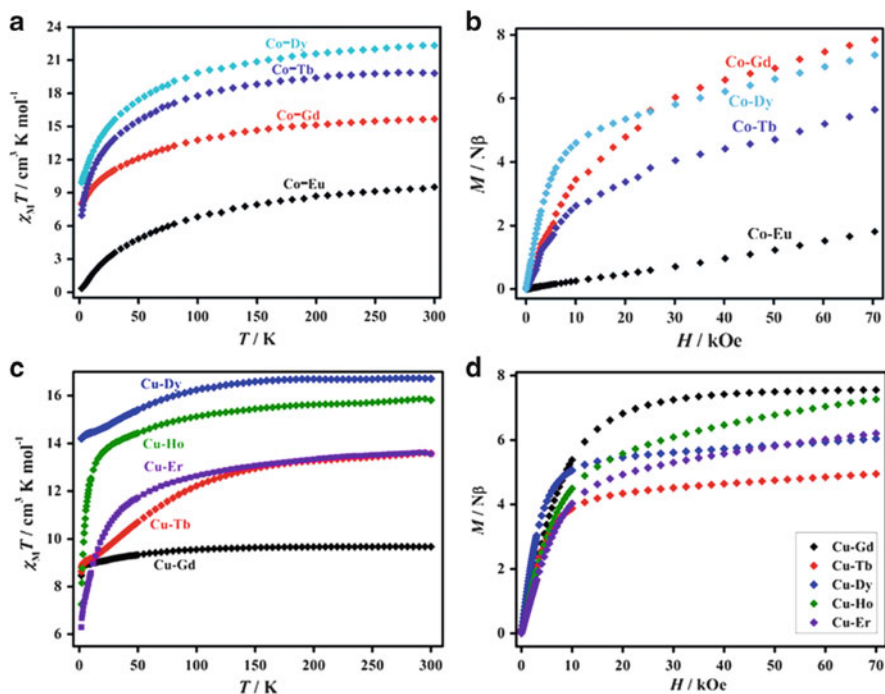 a
24
21
18
15
12
9
6
3
0
χMT / cm³ K mol⁻¹
Co=Dy
Co=Tb
Co=Gd
Co=Eu
0 50 100 150 200 250 300
T / K
b
8
6
4
2
0
M / Nβ
Co-Gd
Co-Dy
Co-Tb
Co-Eu
0 10 20 30 40 50 60 70
H / kOe
c
16
14
12
10
8
6
χMT / cm³ K mol⁻¹
Cu-Dy
Cu-Ho
Cu-Er
Cu-Tb
Cu-Gd
0 50 100 150 200 250 300
T / K
d
8
6
4
2
0
M / Nβ
Cu-Gd
Cu-Tb
Cu-Dy
Cu-Ho
Cu-Er
0 10 20 30 40 50 60 70
H / kOe